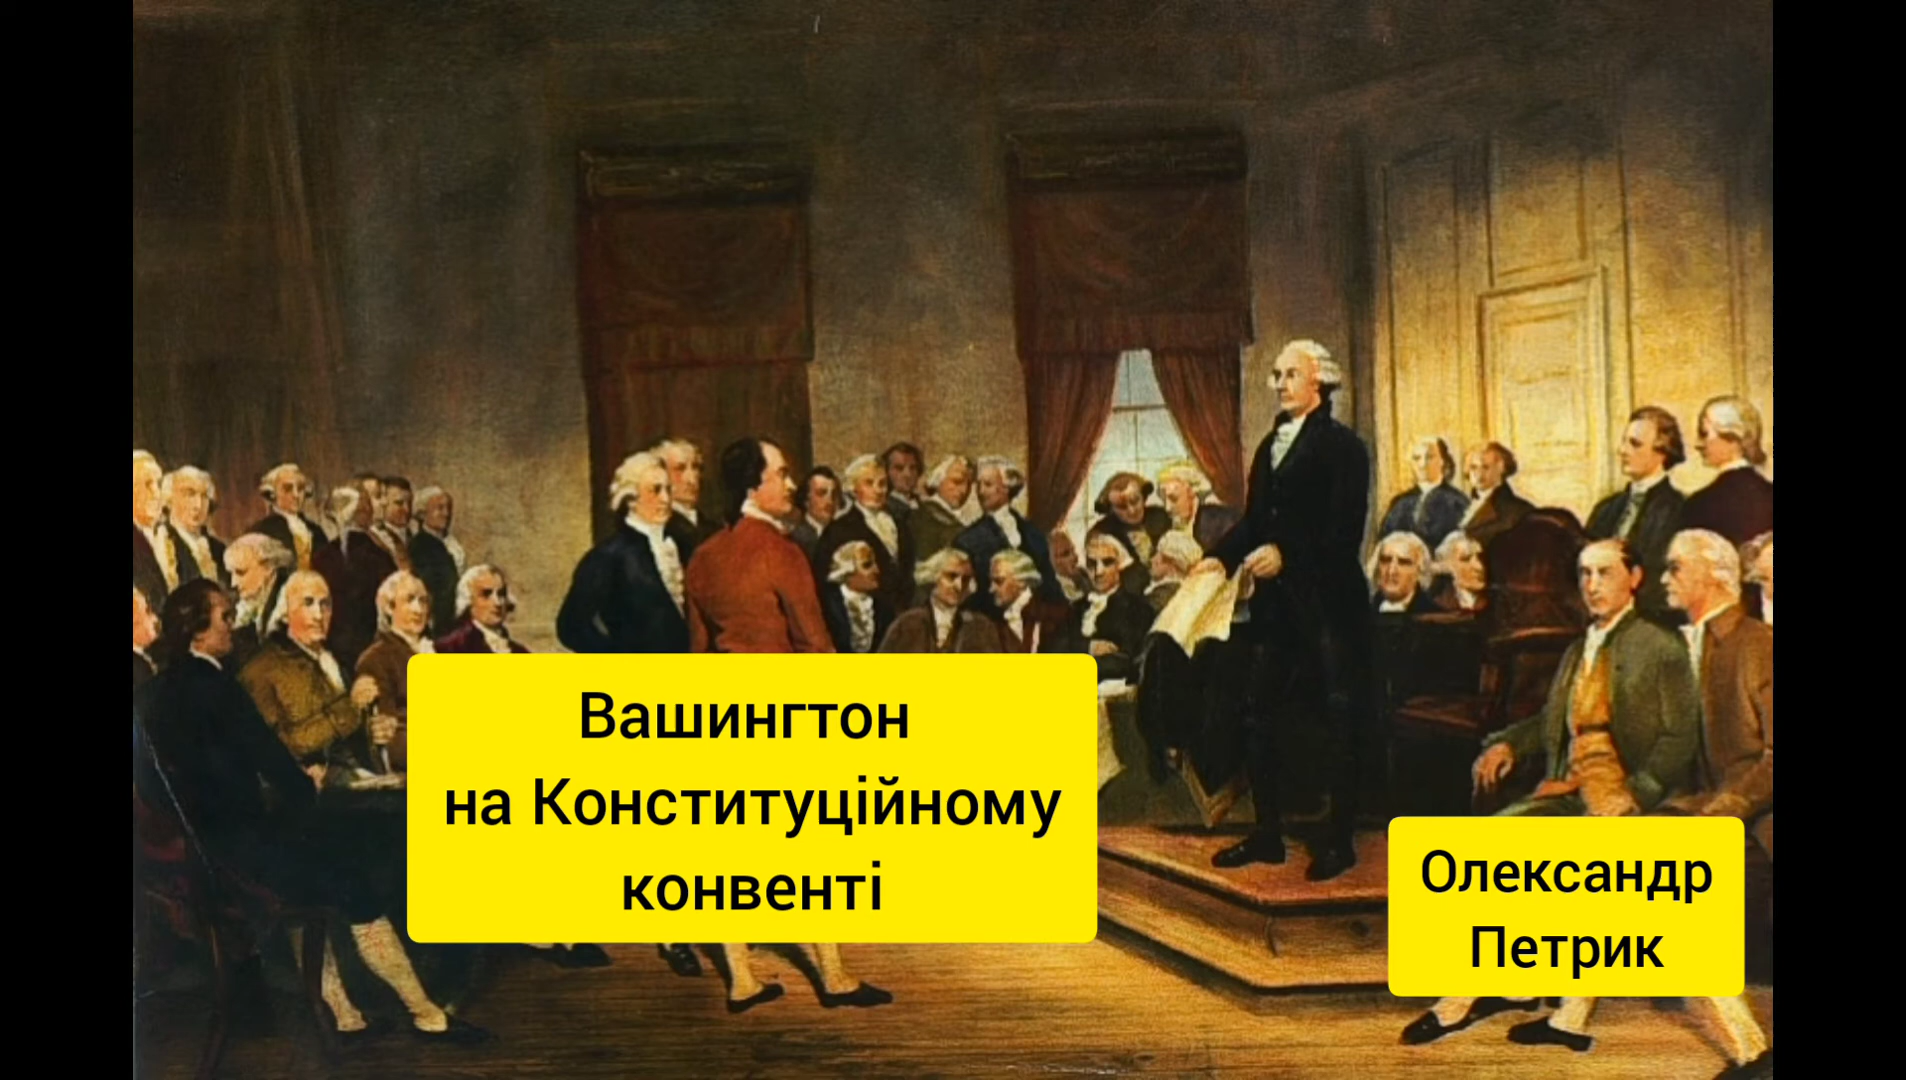 Вашингтон
на Конституційному
конвенті
Олександр
Петрик